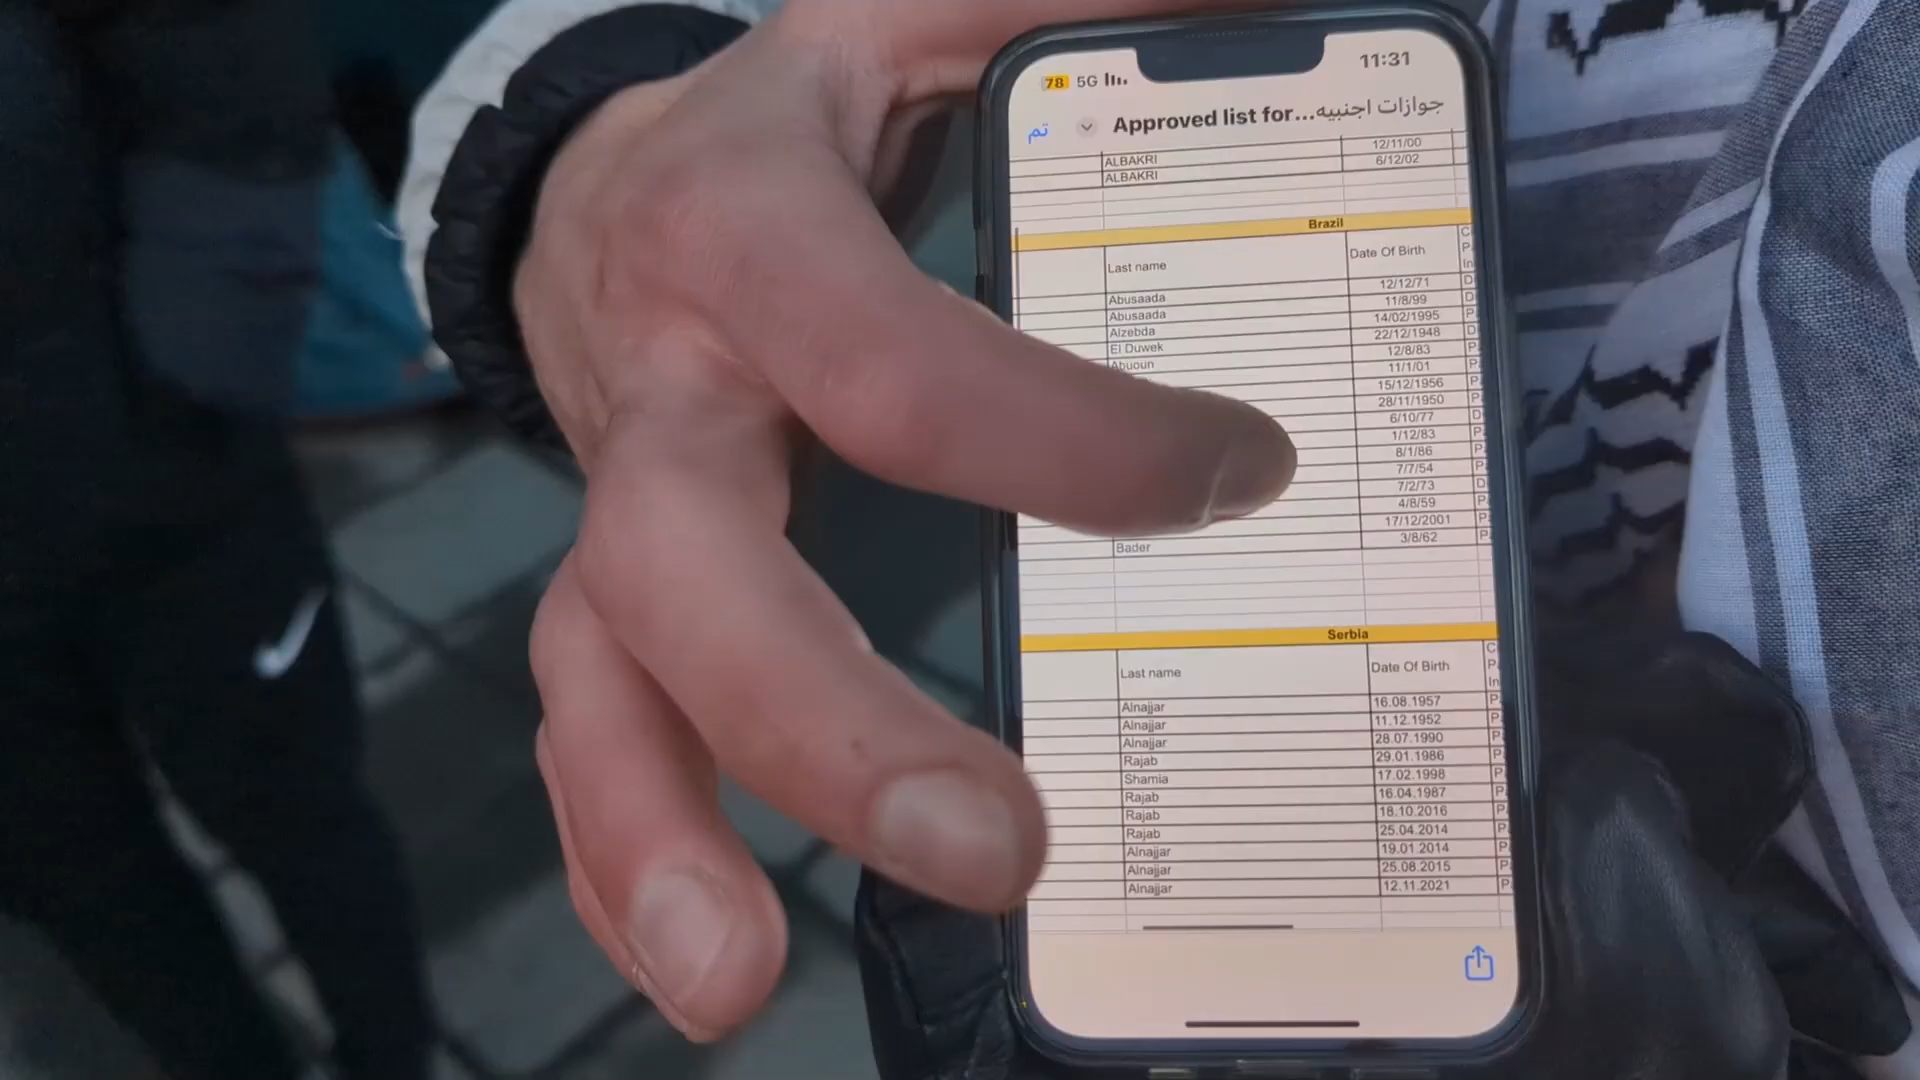 78 5G 11:31
تم Approved list for...جوازات اجنبيه
12/11/00
ALBAKRI 6/12/02
ALBAKRI
Brazil
Last name Date Of Birth
12/12/71
Abusaada 11/8/99
Abusaada 14/02/1995
Alzebda 22/12/1948
El Duwek 12/8/83
Abuoun 11/1/01
15/12/1956
28/11/1950
6/10/77
1/12/83
8/1/86
7/7/54
7/2/73
4/8/59
17/12/2001
Bader 3/8/62
Serbia
Last name Date Of Birth
Alnajjar 16.08.1957
Alnajjar 11.12.1952
Alnajjar 28.07.1990
Rajab 29.01.1986
Shamia 17.02.1998
Rajab 16.04.1987
Rajab 18.10.2016
Rajab 25.04.2014
Alnajjar 19.01.2014
Alnajjar 25.08.2015
Alnajjar 12.11.2021